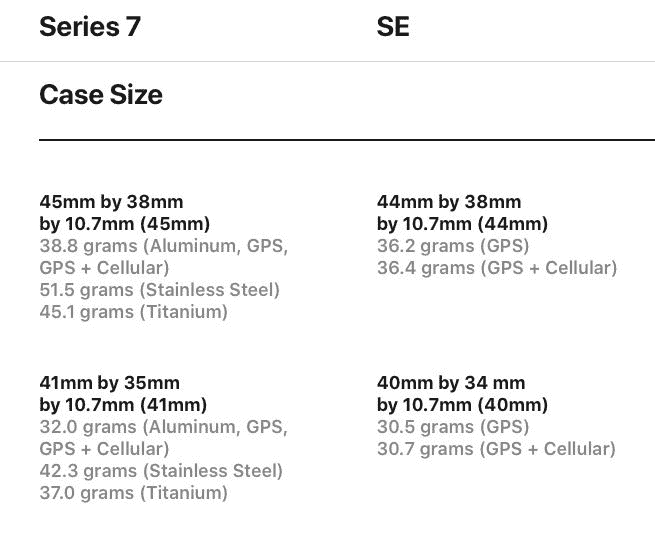 Series 7
SE
Case Size
45mm by 38mm
by 10.7mm (45mm)
38.8 grams (Aluminum, GPS,
GPS + Cellular)
51.5 grams (Stainless Steel)
45.1 grams (Titanium)
44mm by 38mm
by 10.7mm (44mm)
36.2 grams (GPS)
36.4 grams (GPS + Cellular)
41mm by 35mm
by 10.7mm (41mm)
32.0 grams (Aluminum, GPS,
GPS + Cellular)
42.3 grams (Stainless Steel)
37.0 grams (Titanium)
40mm by 34 mm
by 10.7mm (40mm)
30.5 grams (GPS)
30.7 grams (GPS + Cellular)